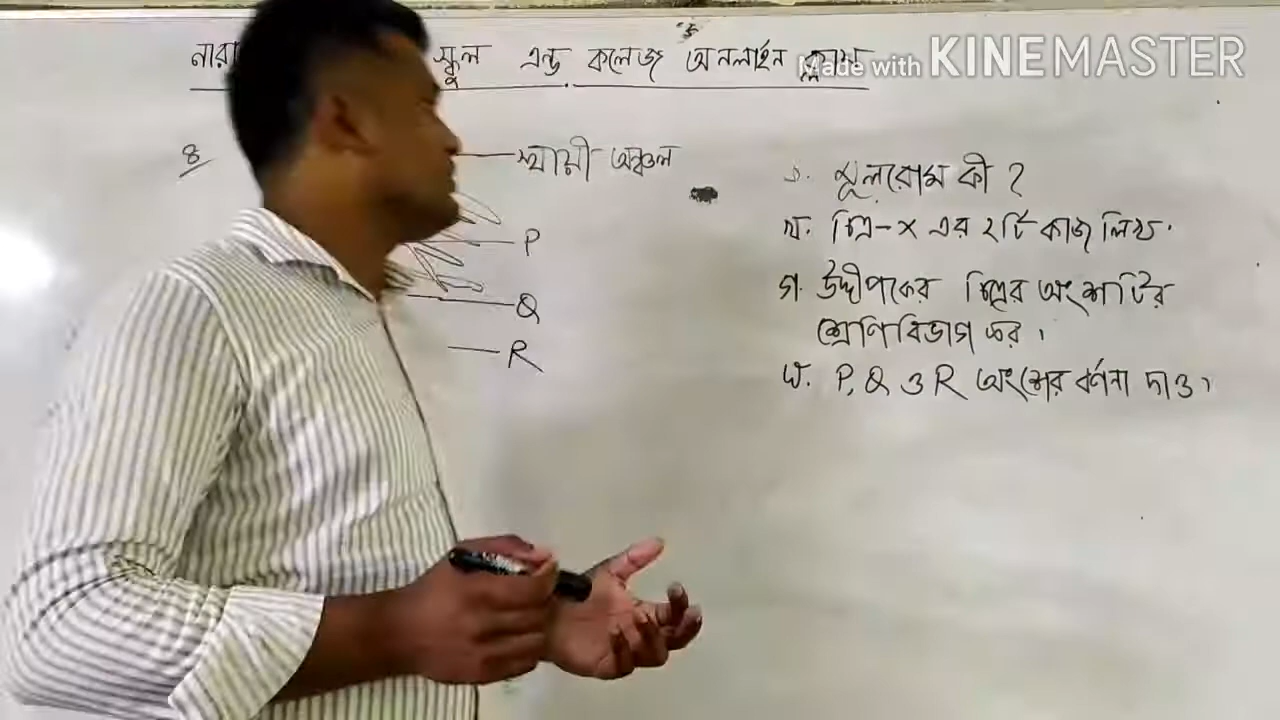 নারা স্কুল এন্ড কলেজ অনলাইন ক্লাস
Made with KINEMASTER
৪
স্থায়ী অঞ্চল
P
Q
R
মূলরোম কী ?
খ. চিত্র-X এর ২টি কাজ লিখ.
গ. উদ্দীপকের চিত্রের অংশটির
শ্রেণিবিভাগ কর।
ঘ. P, Q ও R অংশের বর্ণনা দাও।